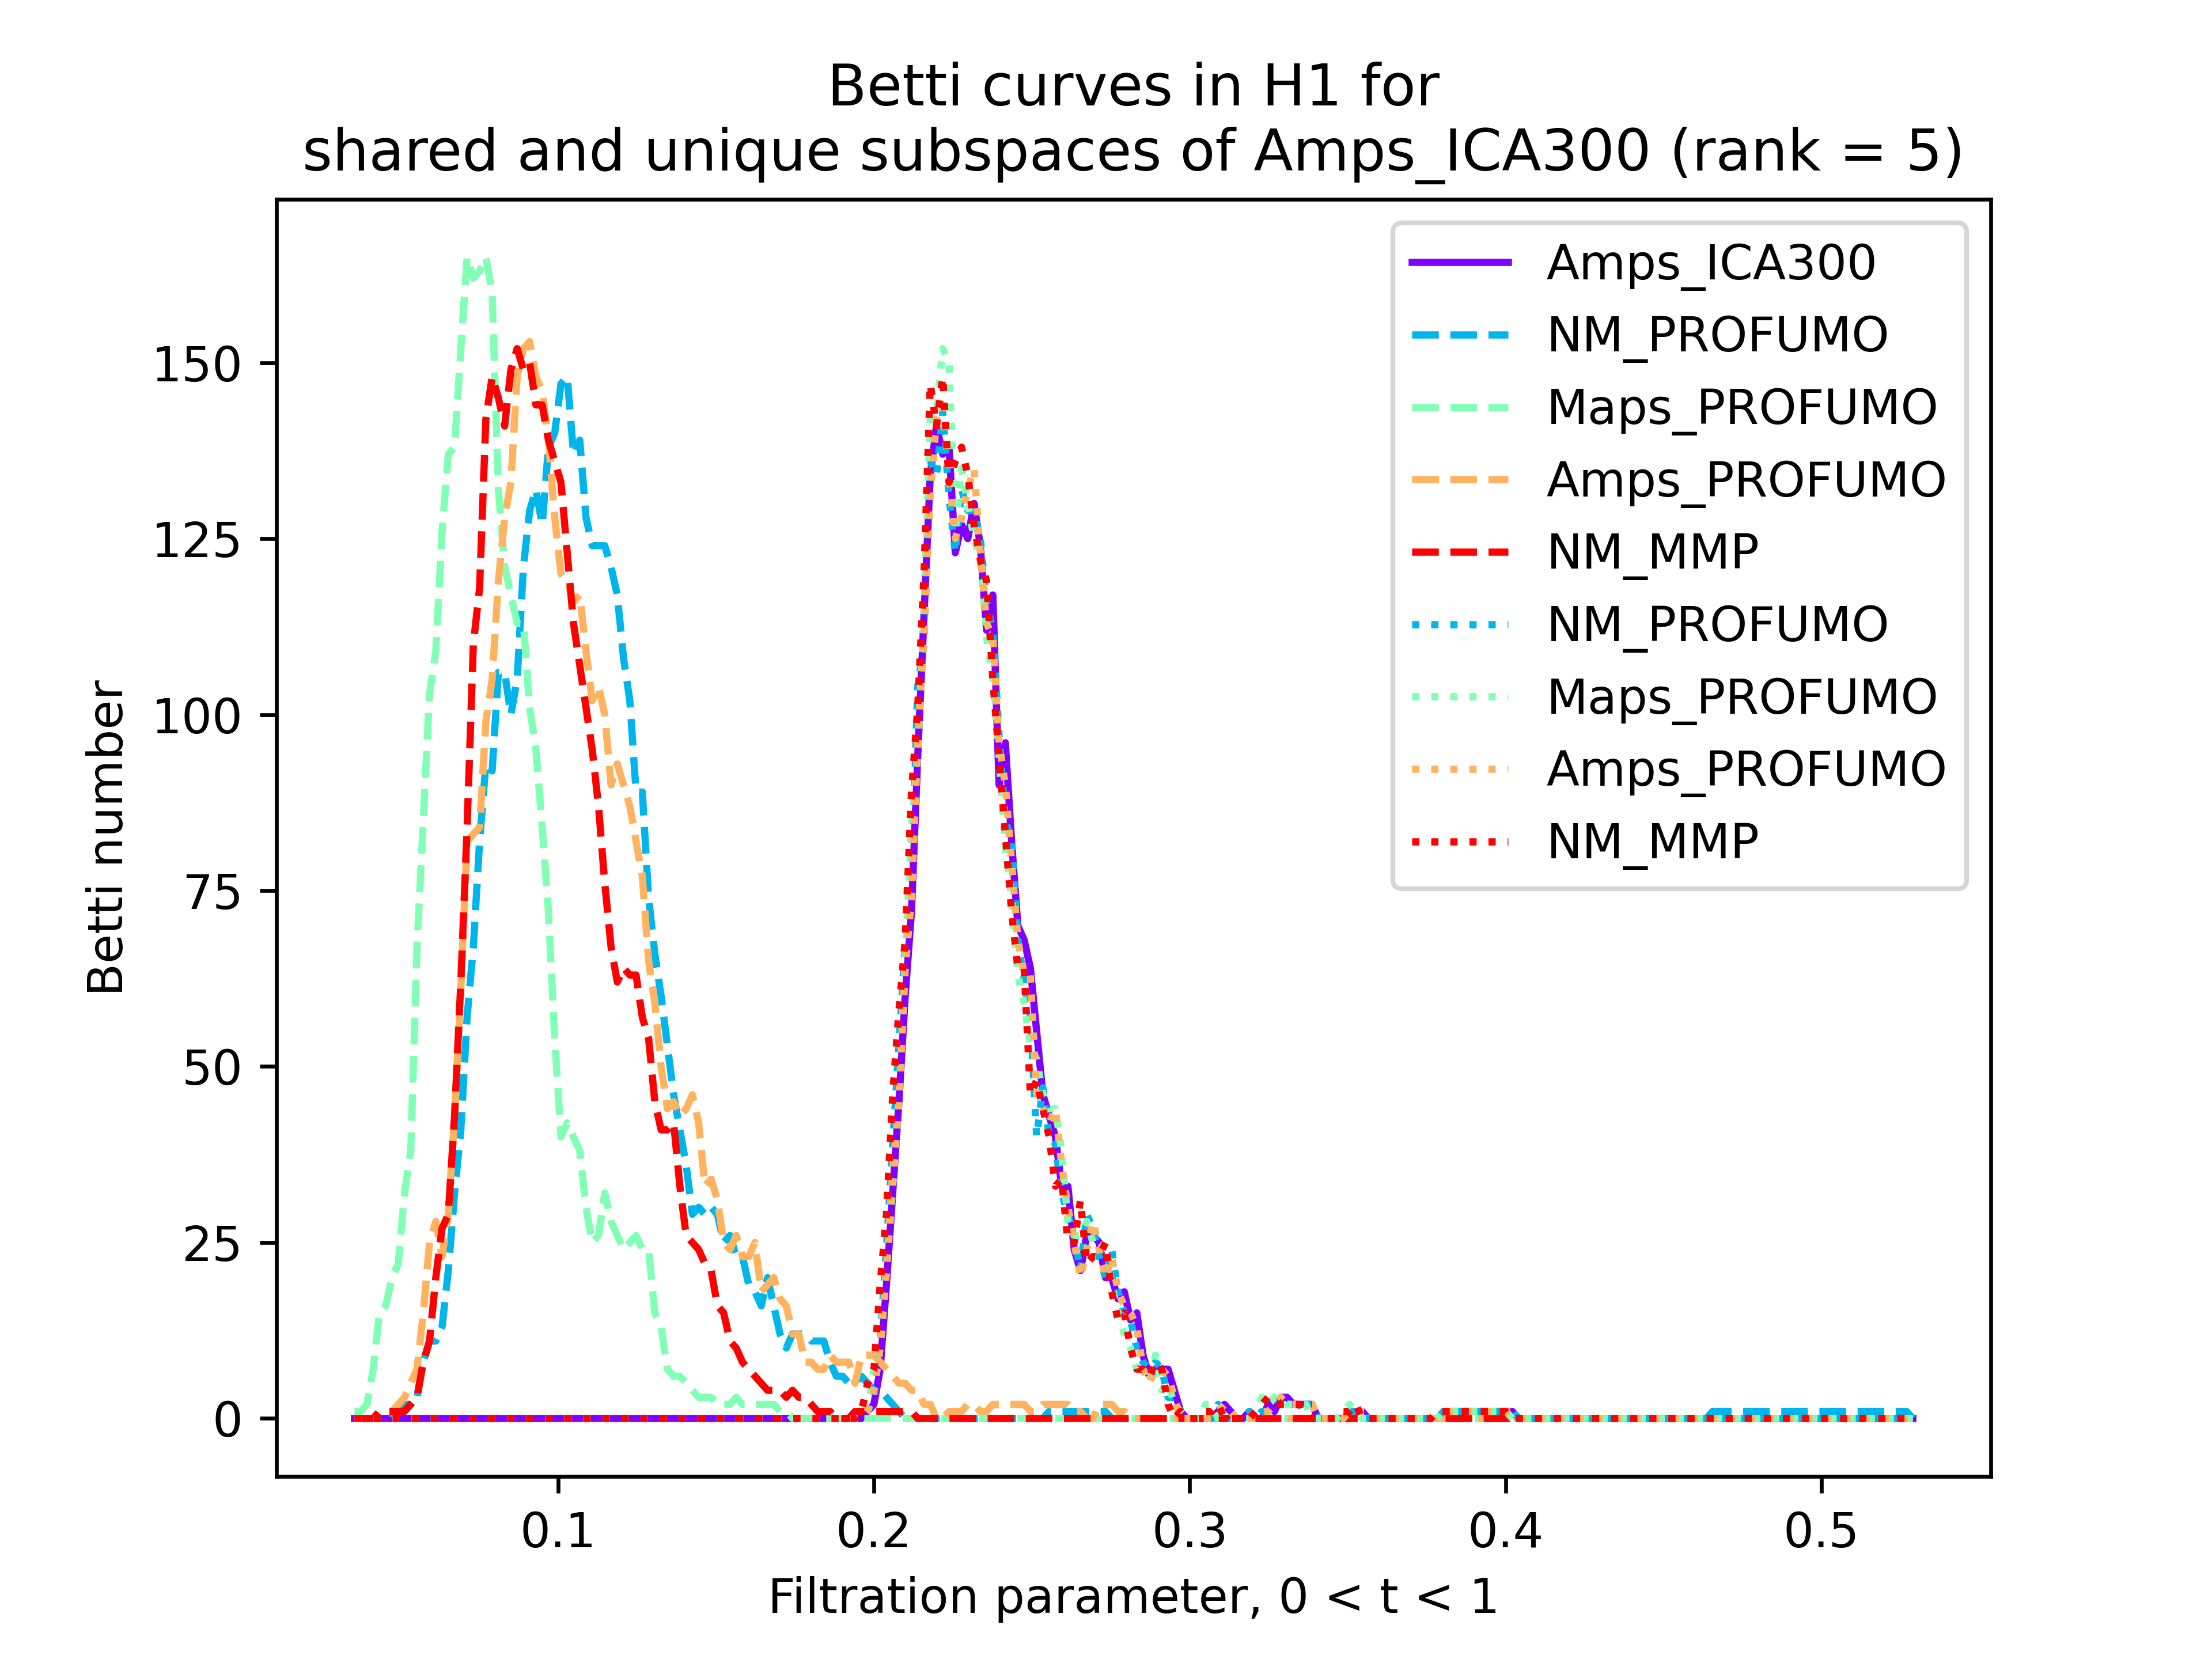 Betti curves in H1 for
shared and unique subspaces of Amps_ICA300 (rank = 5)
Amps_ICA300
NM_PROFUMO
Maps_PROFUMO
Amps_PROFUMO
NM_MMP
NM_PROFUMO
Maps_PROFUMO
Amps_PROFUMO
NM_MMP
Betti number
150
125
100
75
50
25
0
0.1 0.2 0.3 0.4 0.5
Filtration parameter, 0 < t < 1